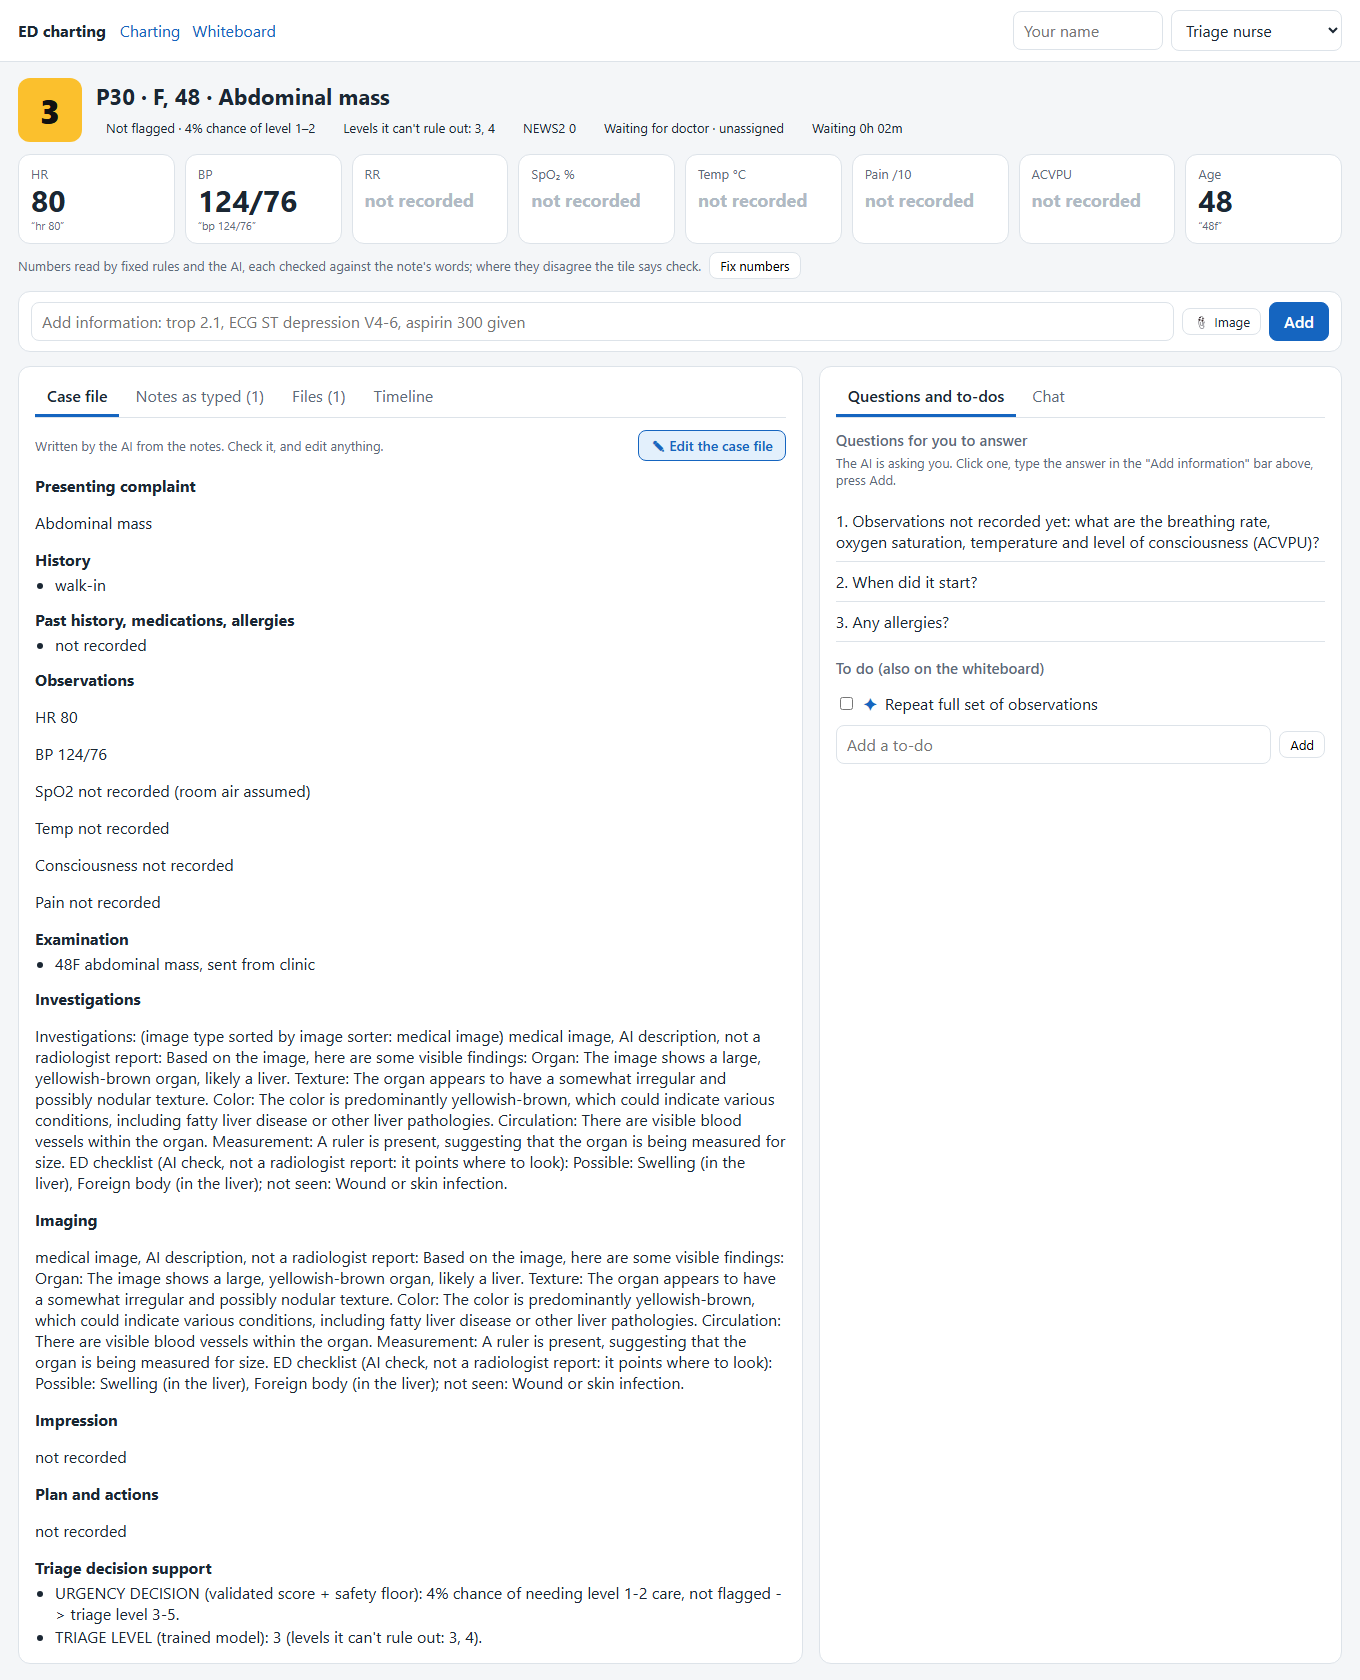 ED charting Charting Whiteboard Your name Triage nurse
3
P30 · F, 48 · Abdominal mass
Not flagged · 4% chance of level 1–2 Levels it can't rule out: 3, 4 NEWS2 0 Waiting for doctor · unassigned Waiting 0h 02m
HR
80
"hr 80"
BP
124/76
"bp 124/76"
RR
not recorded
SpO₂ %
not recorded
Temp °C
not recorded
Pain /10
not recorded
ACVPU
not recorded
Age
48
"48f"
Numbers read by fixed rules and the AI, each checked against the note's words; where they disagree the tile says check. Fix numbers
Add information: trop 2.1, ECG ST depression V4-6, aspirin 300 given Image Add
Case file Notes as typed (1) Files (1) Timeline
Written by the AI from the notes. Check it, and edit anything. Edit the case file
Presenting complaint
Abdominal mass
History
• walk-in
Past history, medications, allergies
• not recorded
Observations
HR 80
BP 124/76
SpO2 not recorded (room air assumed)
Temp not recorded
Consciousness not recorded
Pain not recorded
Examination
• 48F abdominal mass, sent from clinic
Investigations
Investigations: (image type sorted by image sorter: medical image) medical image, AI description, not a
radiologist report: Based on the image, here are some visible findings: Organ: The image shows a large,
yellowish-brown organ, likely a liver. Texture: The organ appears to have a somewhat irregular and
possibly nodular texture. Color: The color is predominantly yellowish-brown, which could indicate various
conditions, including fatty liver disease or other liver pathologies. Circulation: There are visible blood
vessels within the organ. Measurement: A ruler is present, suggesting that the organ is being measured for
size. ED checklist (AI check, not a radiologist report: it points where to look): Possible: Swelling (in the
liver), Foreign body (in the liver); not seen: Wound or skin infection.
Imaging
medical image, AI description, not a radiologist report: Based on the image, here are some visible findings:
Organ: The image shows a large, yellowish-brown organ, likely a liver. Texture: The organ appears to have
a somewhat irregular and possibly nodular texture. Color: The color is predominantly yellowish-brown,
which could indicate various conditions, including fatty liver disease or other liver pathologies. Circulation:
There are visible blood vessels within the organ. Measurement: A ruler is present, suggesting that the
organ is being measured for size. ED checklist (AI check, not a radiologist report: it points where to look):
Possible: Swelling (in the liver), Foreign body (in the liver); not seen: Wound or skin infection.
Impression
not recorded
Plan and actions
not recorded
Triage decision support
• URGENCY DECISION (validated score + safety floor): 4% chance of needing level 1-2 care, not flagged -
> triage level 3-5.
• TRIAGE LEVEL (trained model): 3 (levels it can't rule out: 3, 4).
Questions and to-dos Chat
Questions for you to answer
The AI is asking you. Click one, type the answer in the "Add information" bar above,
press Add.
1. Observations not recorded yet: what are the breathing rate,
oxygen saturation, temperature and level of consciousness (ACVPU)?
2. When did it start?
3. Any allergies?
To do (also on the whiteboard)
Repeat full set of observations
Add a to-do Add